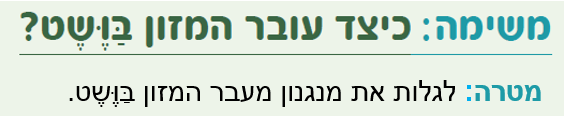 משימה: כיצד עובר המזון בַּוֶּשֶׁט?
מטרה: לגלות את מנגנון מעבר המזון בַּוֶּשֶׁט.